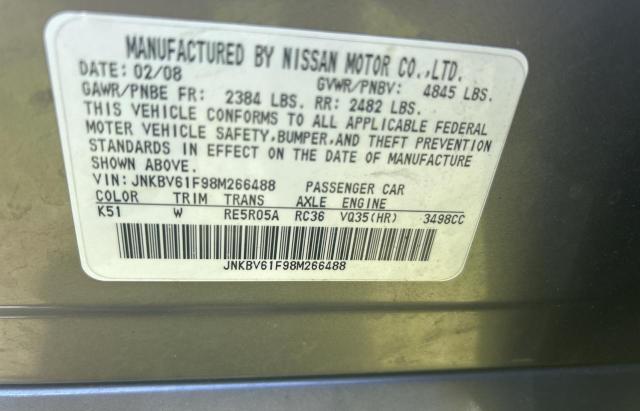 MANUFACTURED BY NISSAN MOTOR CO.,LTD.
DATE: 02/08 GVWR/PNBV: 4845 LBS.
GAWR/PNBE FR: 2384 LBS. RR: 2482 LBS.
THIS VEHICLE CONFORMS TO ALL APPLICABLE FEDERAL
MOTOR VEHICLE SAFETY,BUMPER,AND THEFT PREVENTION
STANDARDS IN EFFECT ON THE DATE OF MANUFACTURE
SHOWN ABOVE.
VIN: JNKBV61F98M266488 PASSENGER CAR
COLOR TRIM TRANS AXLE ENGINE
K51 W RE5R05A RC36 VQ35(HR) 3498CC
JNKBV61F98M266488